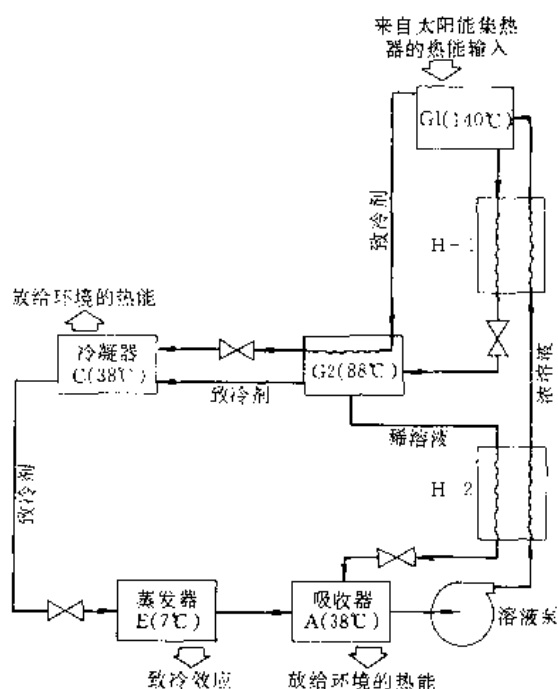 来自太阳能集热
器的热能输入
G1(140℃)
致冷剂
H-1
放给环境的热能
冷凝器
C(38℃)
G2(88℃)
致冷剂
浓溶液
稀溶液
致冷剂
H-2
蒸发器
E(7℃)
吸收器
A(38℃)
溶液泵
致冷效应
放给环境的热能